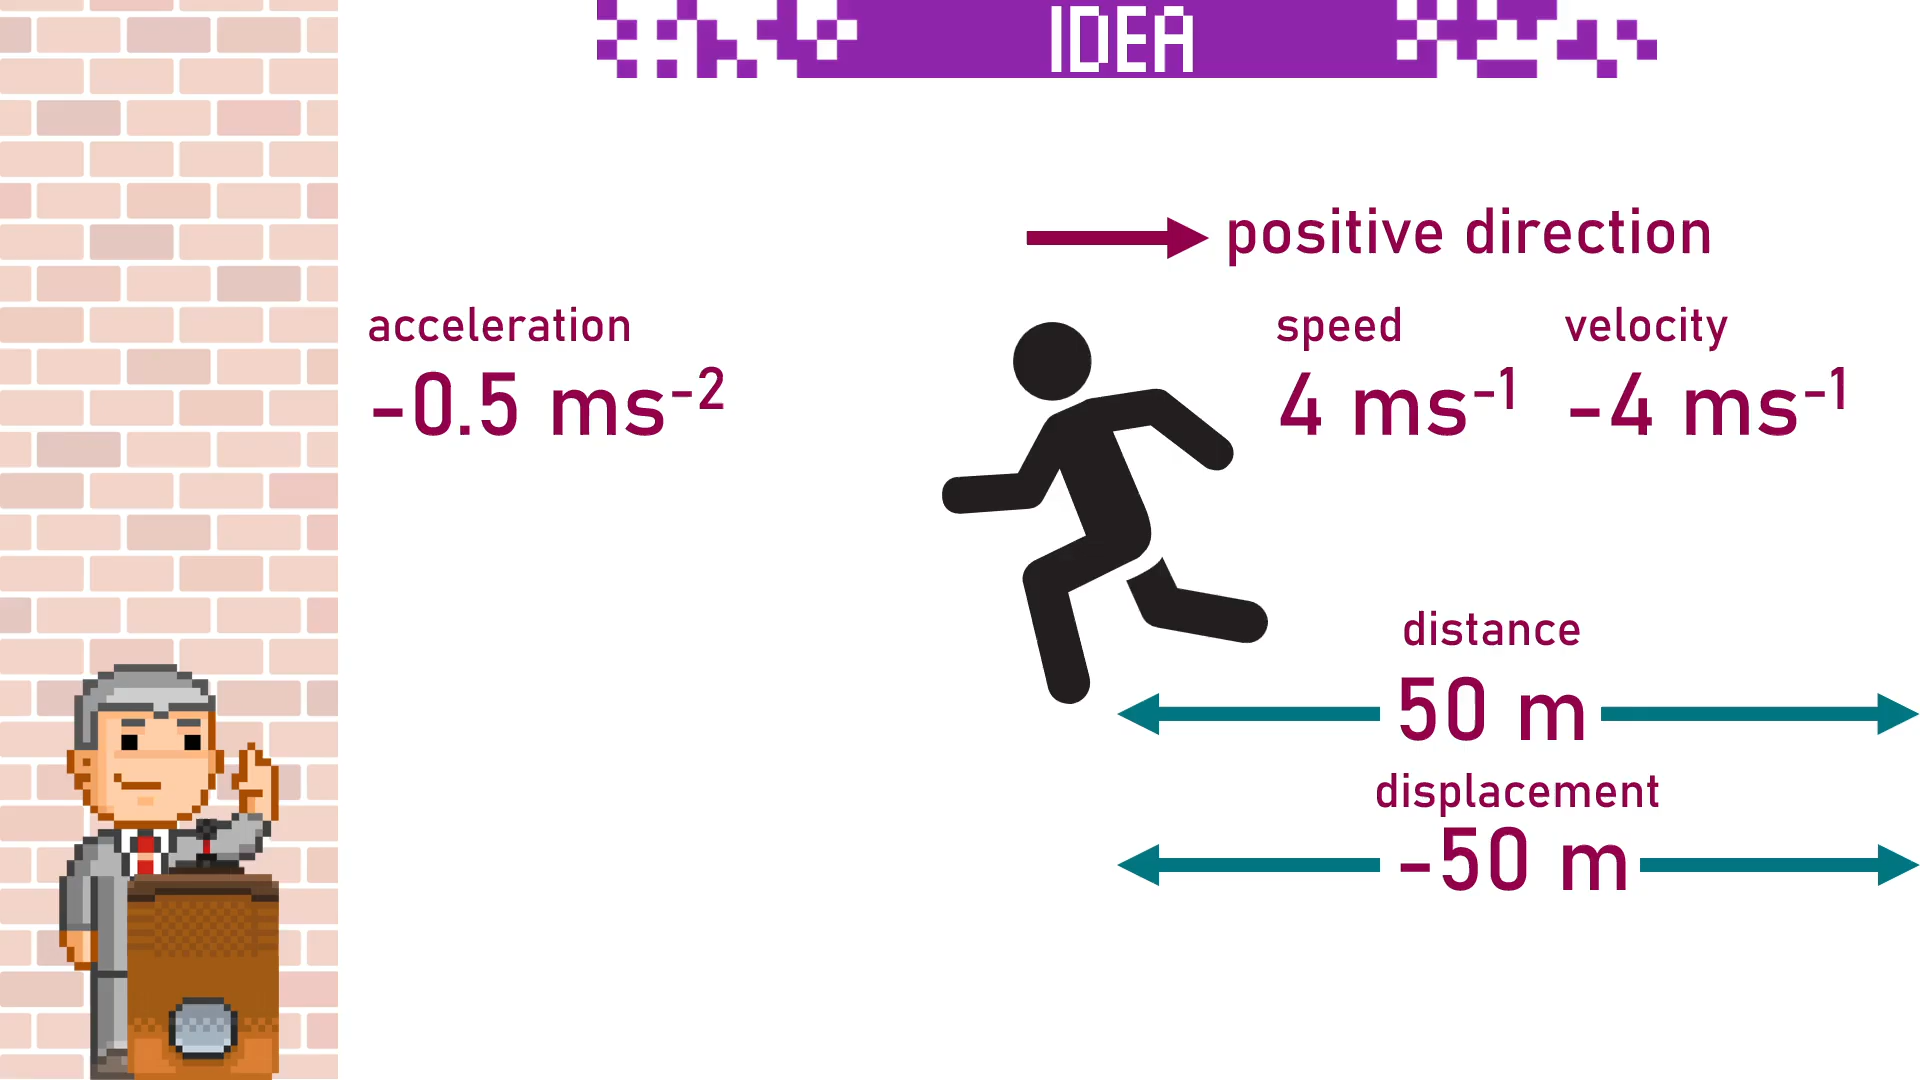 IDEA
positive direction
acceleration
-0.5 ms⁻²
speed
4 ms⁻¹
velocity
-4 ms⁻¹
distance
50 m
displacement
-50 m